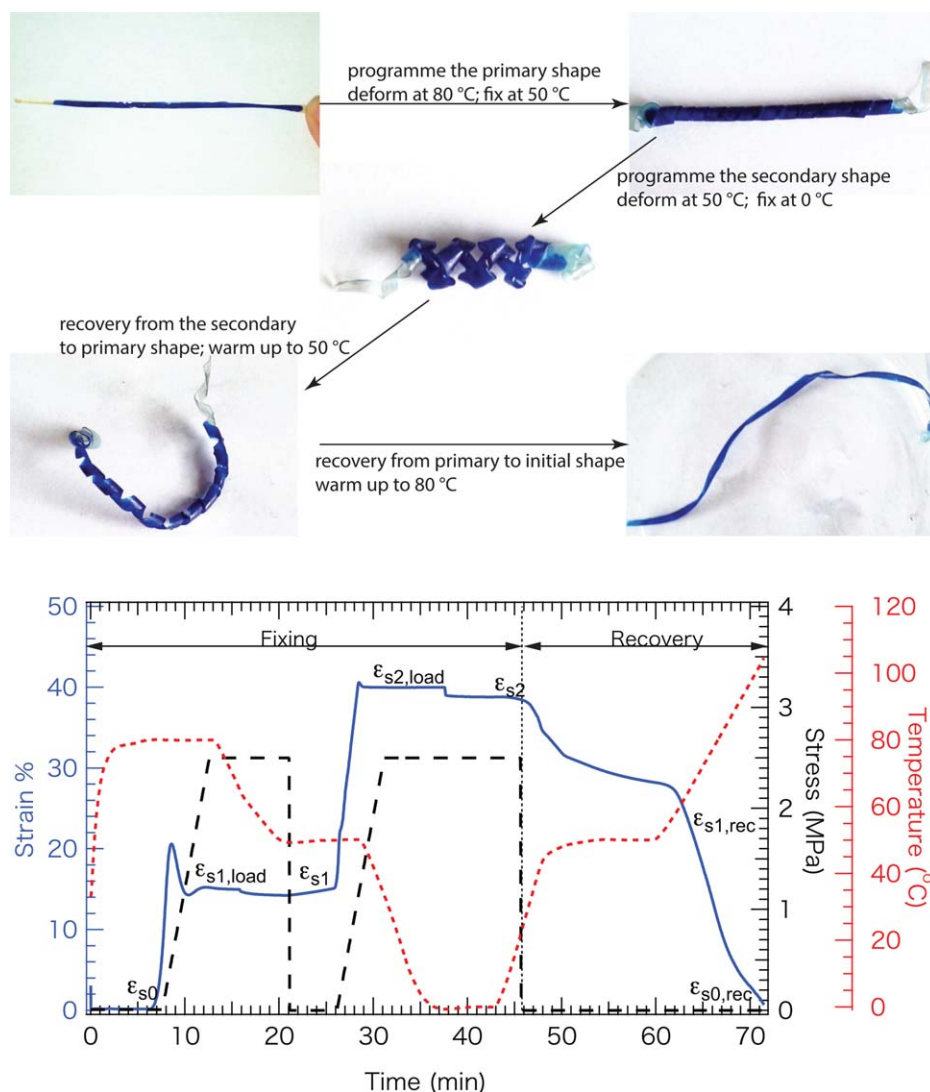 programme the primary shape
deform at 80 °C; fix at 50 °C
programme the secondary shape
deform at 50 °C;  fix at 0 °C
recovery from the secondary
to primary shape; warm up to 50 °C
recovery from primary to initial shape
warm up to 80 °C
Fixing
Recovery
εs0
εs1,load
εs1
εs2,load
εs2
εs1,rec
εs0,rec
Strain %
50
40
30
20
10
0
Stress (MPa)
4
3
2
1
0
Temperature (°C)
120
100
80
60
40
20
0
0 10 20 30 40 50 60 70
Time (min)